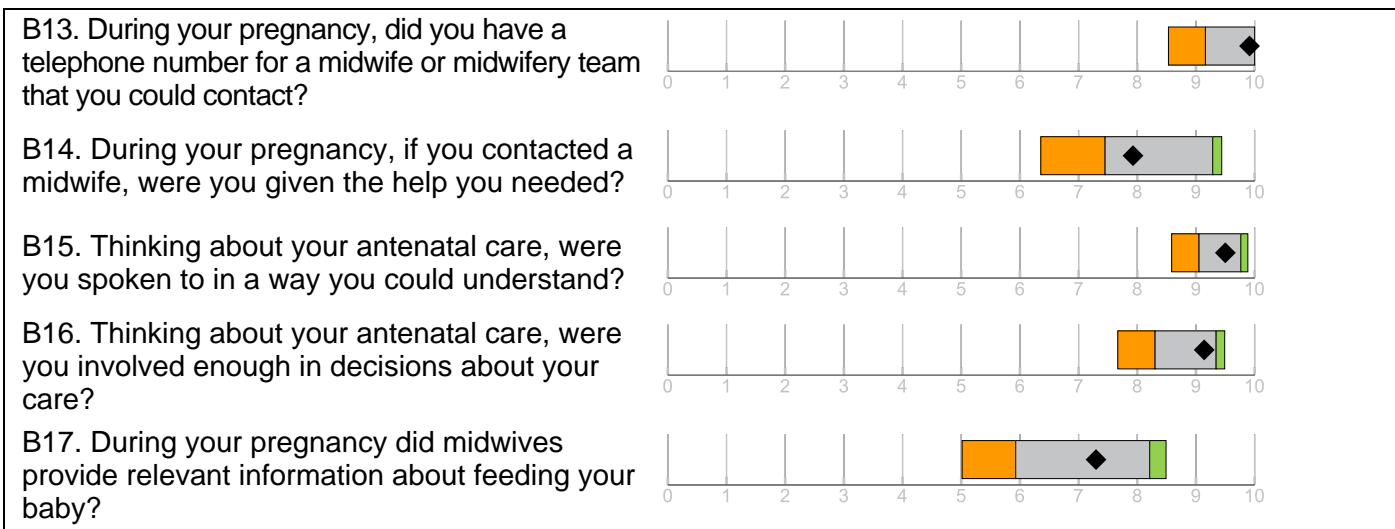 B13. During your pregnancy, did you have a
telephone number for a midwife or midwifery team
that you could contact?
0 1 2 3 4 5 6 7 8 9 10
B14. During your pregnancy, if you contacted a
midwife, were you given the help you needed?
0 1 2 3 4 5 6 7 8 9 10
B15. Thinking about your antenatal care, were
you spoken to in a way you could understand?
0 1 2 3 4 5 6 7 8 9 10
B16. Thinking about your antenatal care, were
you involved enough in decisions about your
care?
0 1 2 3 4 5 6 7 8 9 10
B17. During your pregnancy did midwives
provide relevant information about feeding your
baby?
0 1 2 3 4 5 6 7 8 9 10